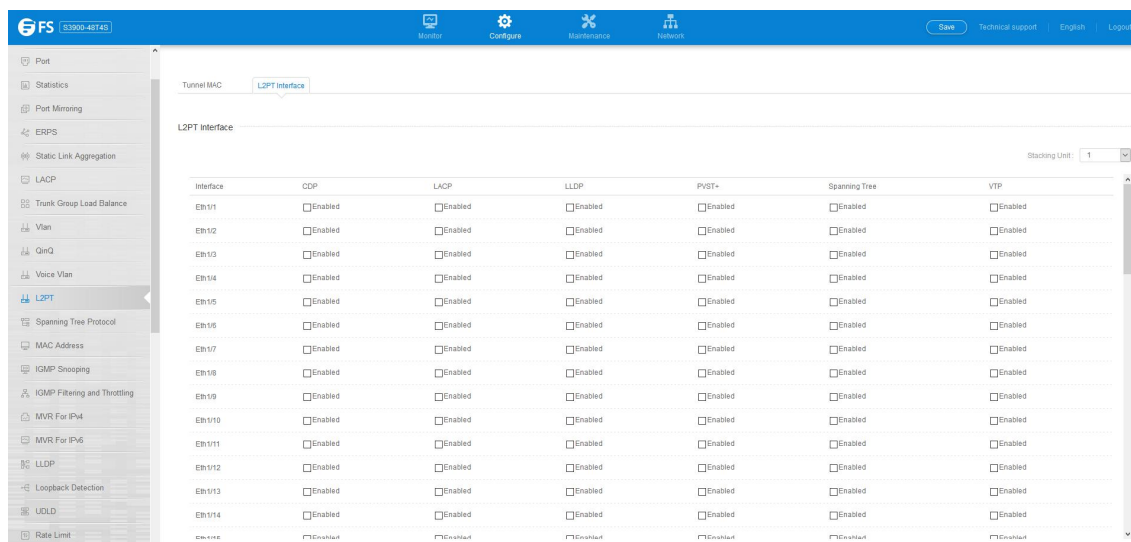 FS S3900-48T4S
Monitor Configure Maintenance Network
Save Technical support English Logout
Port
Statistics
Port Mirroring
ERPS
Static Link Aggregation
LACP
Trunk Group Load Balance
Vlan
QinQ
Voice Vlan
L2PT
Spanning Tree Protocol
MAC Address
IGMP Snooping
IGMP Filtering and Throttling
MVR For IPv4
MVR For IPv6
LLDP
Loopback Detection
UDLD
Rate Limit
Tunnel MAC L2PT Interface
L2PT Interface
Stacking Unit: 1
Interface CDP LACP LLDP PVST+ Spanning Tree VTP
Eth1/1 Enabled Enabled Enabled Enabled Enabled Enabled
Eth1/2 Enabled Enabled Enabled Enabled Enabled Enabled
Eth1/3 Enabled Enabled Enabled Enabled Enabled Enabled
Eth1/4 Enabled Enabled Enabled Enabled Enabled Enabled
Eth1/5 Enabled Enabled Enabled Enabled Enabled Enabled
Eth1/6 Enabled Enabled Enabled Enabled Enabled Enabled
Eth1/7 Enabled Enabled Enabled Enabled Enabled Enabled
Eth1/8 Enabled Enabled Enabled Enabled Enabled Enabled
Eth1/9 Enabled Enabled Enabled Enabled Enabled Enabled
Eth1/10 Enabled Enabled Enabled Enabled Enabled Enabled
Eth1/11 Enabled Enabled Enabled Enabled Enabled Enabled
Eth1/12 Enabled Enabled Enabled Enabled Enabled Enabled
Eth1/13 Enabled Enabled Enabled Enabled Enabled Enabled
Eth1/14 Enabled Enabled Enabled Enabled Enabled Enabled
Eth1/15 Enabled Enabled Enabled Enabled Enabled Enabled